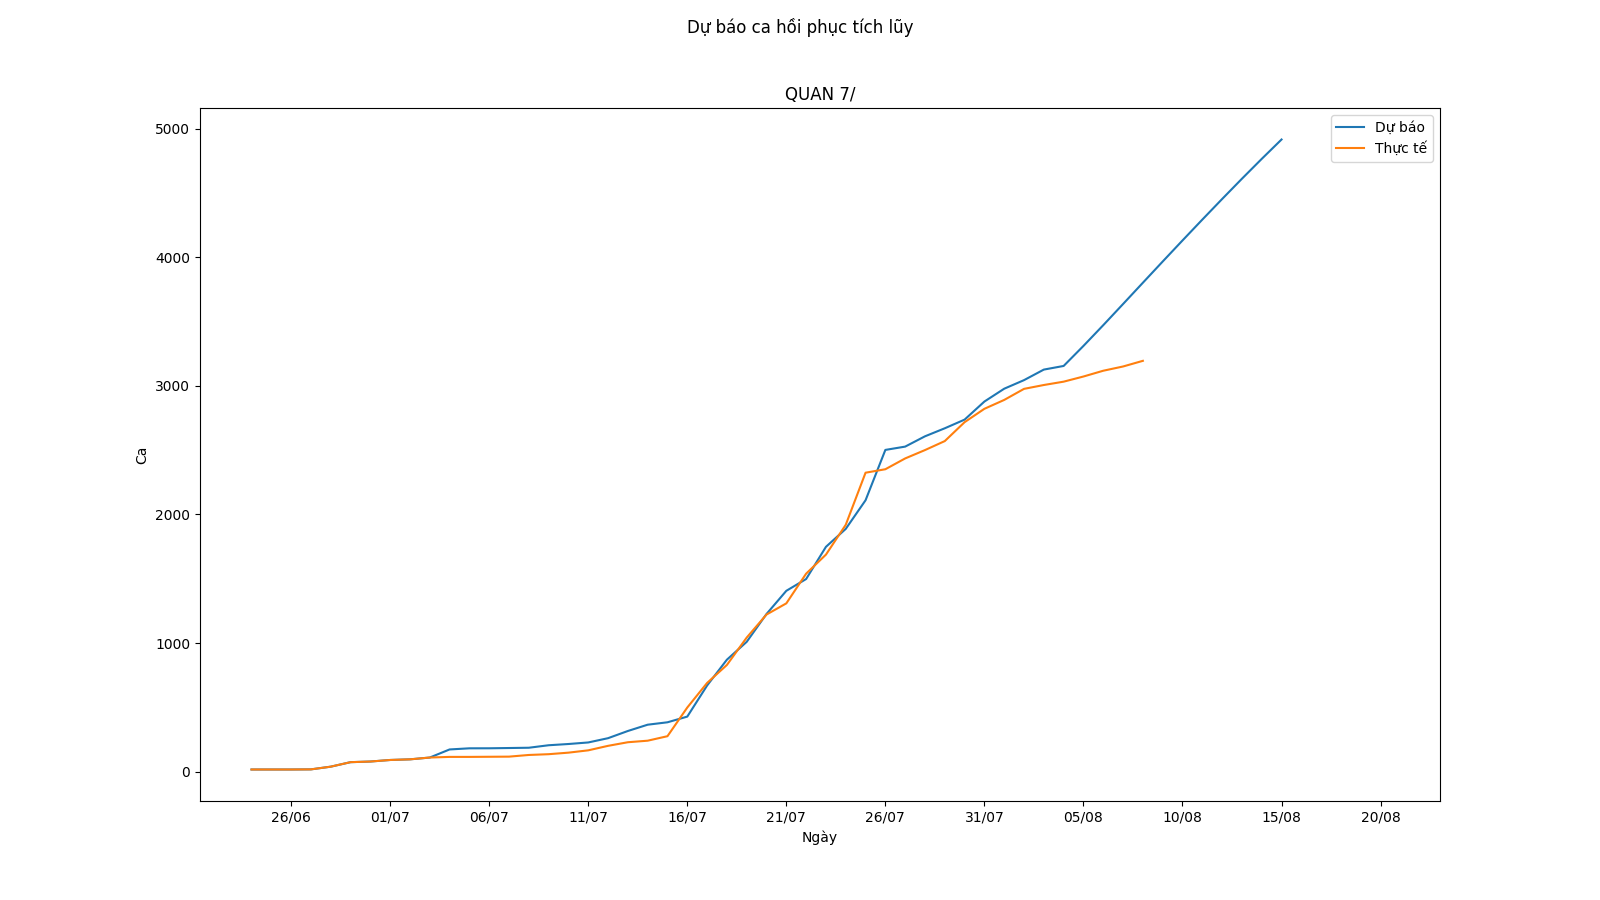 Dự báo ca hồi phục tích lũy
QUAN 7/
Dự báo
Thực tế
5000
4000
3000
2000
1000
0
Ca
26/06 01/07 06/07 11/07 16/07 21/07 26/07 31/07 05/08 10/08 15/08 20/08
Ngày